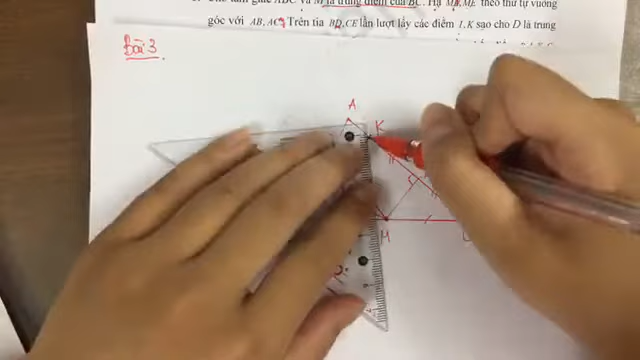 Cho tam giác ABC và M là trung điểm của BC. Hạ MD, ME theo thứ tự vuông
góc với AB, AC. Trên tia BD, CE lần lượt lấy các điểm I, K sao cho D là trung
Bài 3.
A
K
M